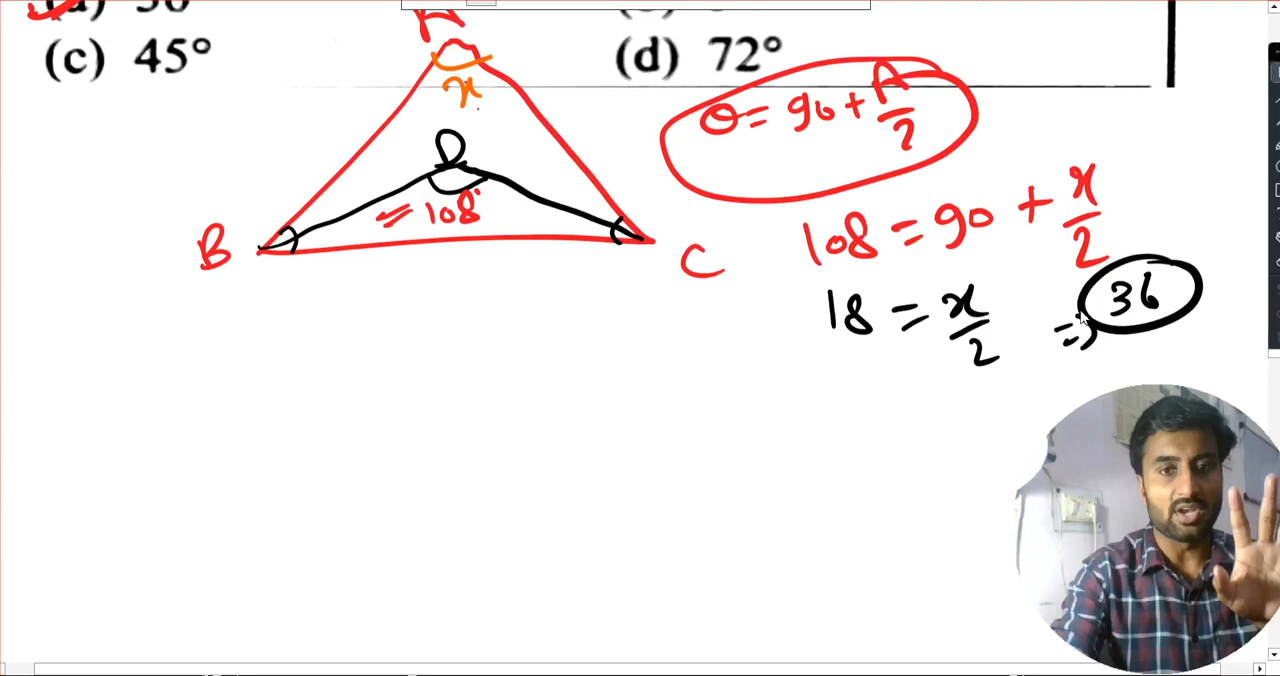 (c) 45°
(d) 72°
A
x
θ = 90 + A/2
D
= 108°
B
C
108 = 90 + x/2
18 = x/2 ⇒ 36